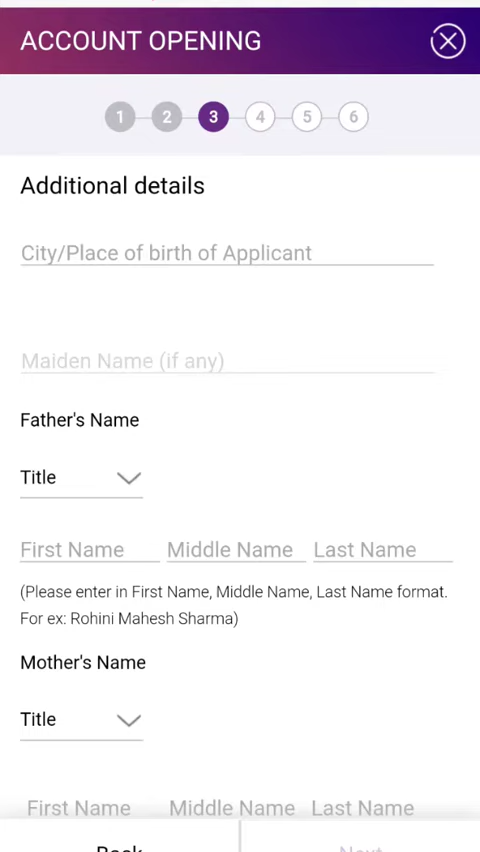 ACCOUNT OPENING
1 2 3 4 5 6
Additional details
City/Place of birth of Applicant
Maiden Name (if any)
Father's Name
Title
First Name Middle Name Last Name
(Please enter in First Name, Middle Name, Last Name format.
For ex: Rohini Mahesh Sharma)
Mother's Name
Title
First Name Middle Name Last Name
Back Next